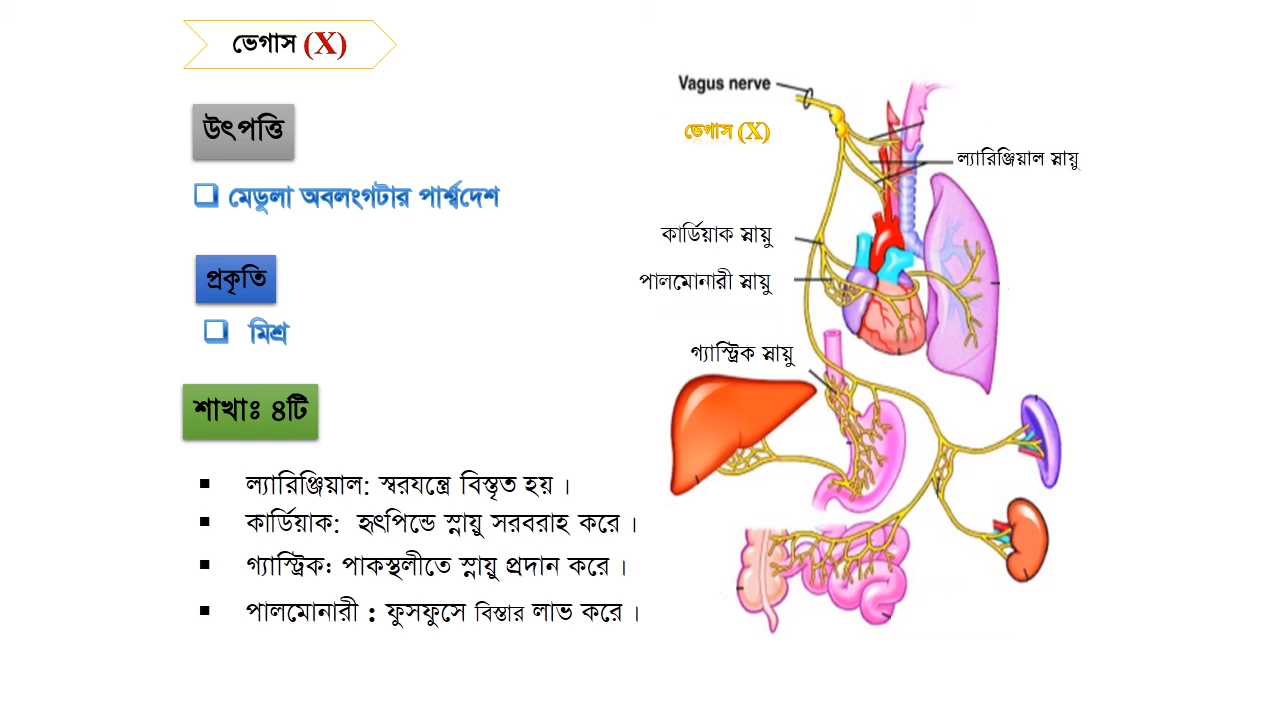 ভেগাস (X)
উৎপত্তি
মেডুলা অবলংগটার পার্শ্বদেশ
প্রকৃতি
মিশ্র
শাখাঃ ৪টি
ল্যারিঞ্জিয়াল: স্বরযন্ত্রে বিস্তৃত হয় ।
কার্ডিয়াক: হৃৎপিন্ডে স্নায়ু সরবরাহ করে ।
গ্যাস্ট্রিক: পাকস্থলীতে স্নায়ু প্রদান করে ।
পালমোনারী : ফুসফুসে বিস্তার লাভ করে ।
Vagus nerve
ভেগাস (X)
ল্যারিঞ্জিয়াল স্নায়ু
কার্ডিয়াক স্নায়ু
পালমোনারী স্নায়ু
গ্যাস্ট্রিক স্নায়ু